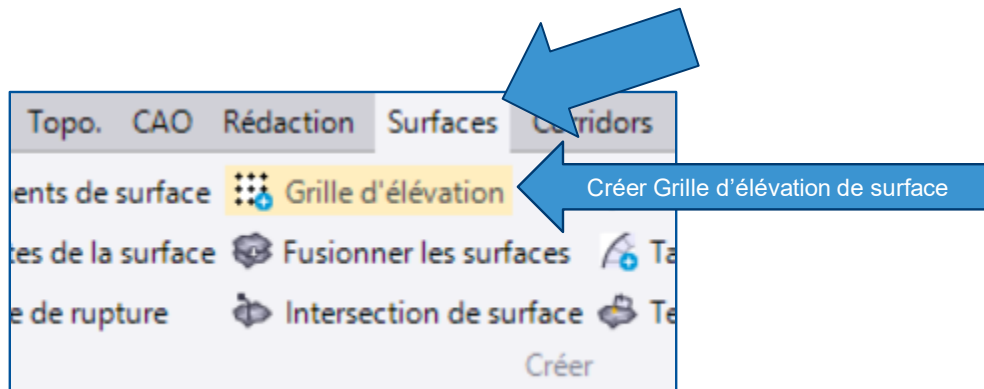 Topo. CAO Rédaction Surfaces Corridors
ents de surface Grille d'élévation
Créer Grille d’élévation de surface
es de la surface Fusionner les surfaces Ta
e de rupture Intersection de surface Te
Créer